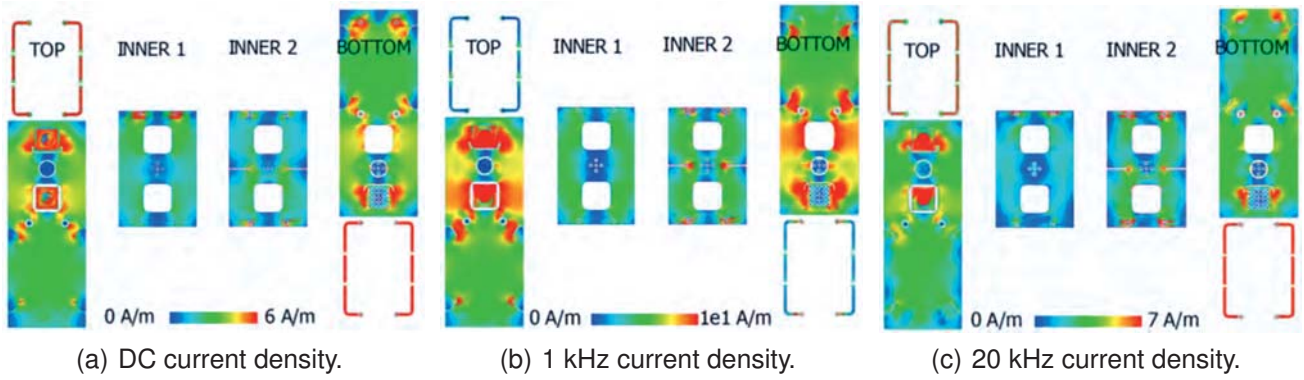 TOP INNER 1 INNER 2 BOTTOM
0 A/m 6 A/m
(a) DC current density.
TOP INNER 1 INNER 2 BOTTOM
0 A/m 1e1 A/m
(b) 1 kHz current density.
TOP INNER 1 INNER 2 BOTTOM
0 A/m 7 A/m
(c) 20 kHz current density.